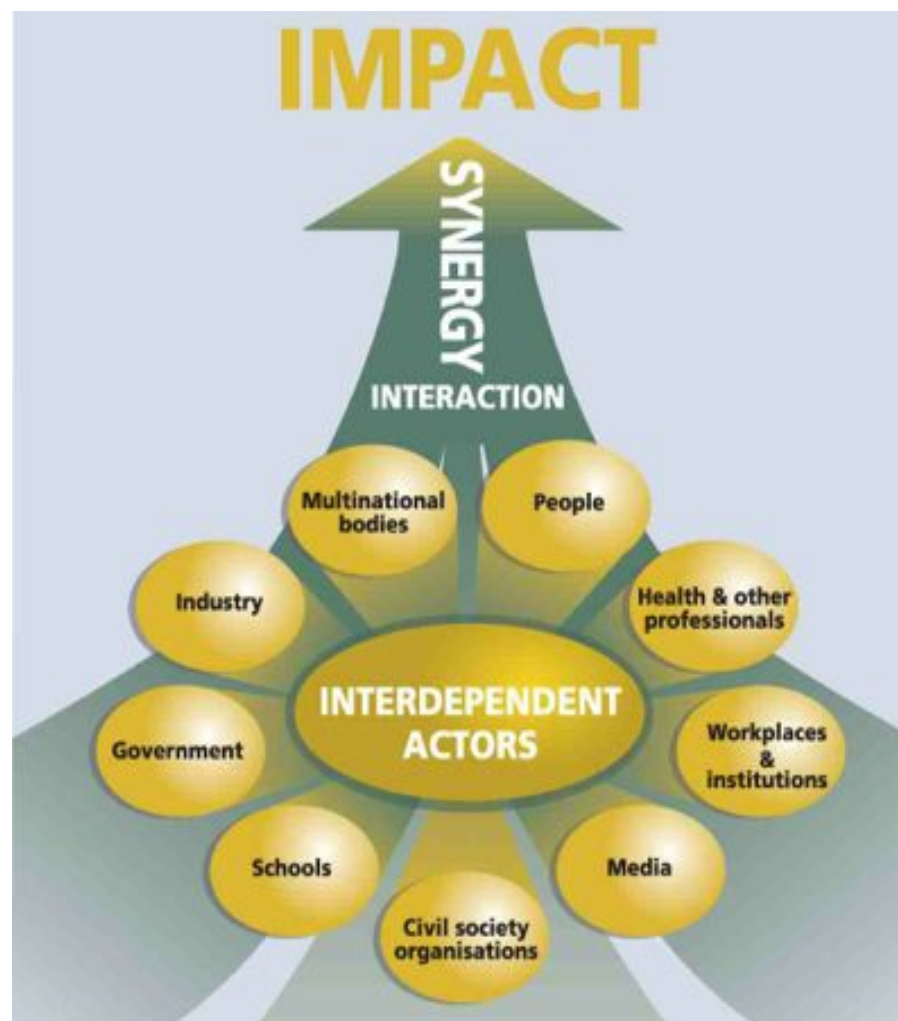 IMPACT
SYNERGY
INTERACTION
Multinational
bodies
People
Industry
Health & other
professionals
INTERDEPENDENT
ACTORS
Government
Workplaces
&
institutions
Schools
Media
Civil society
organisations